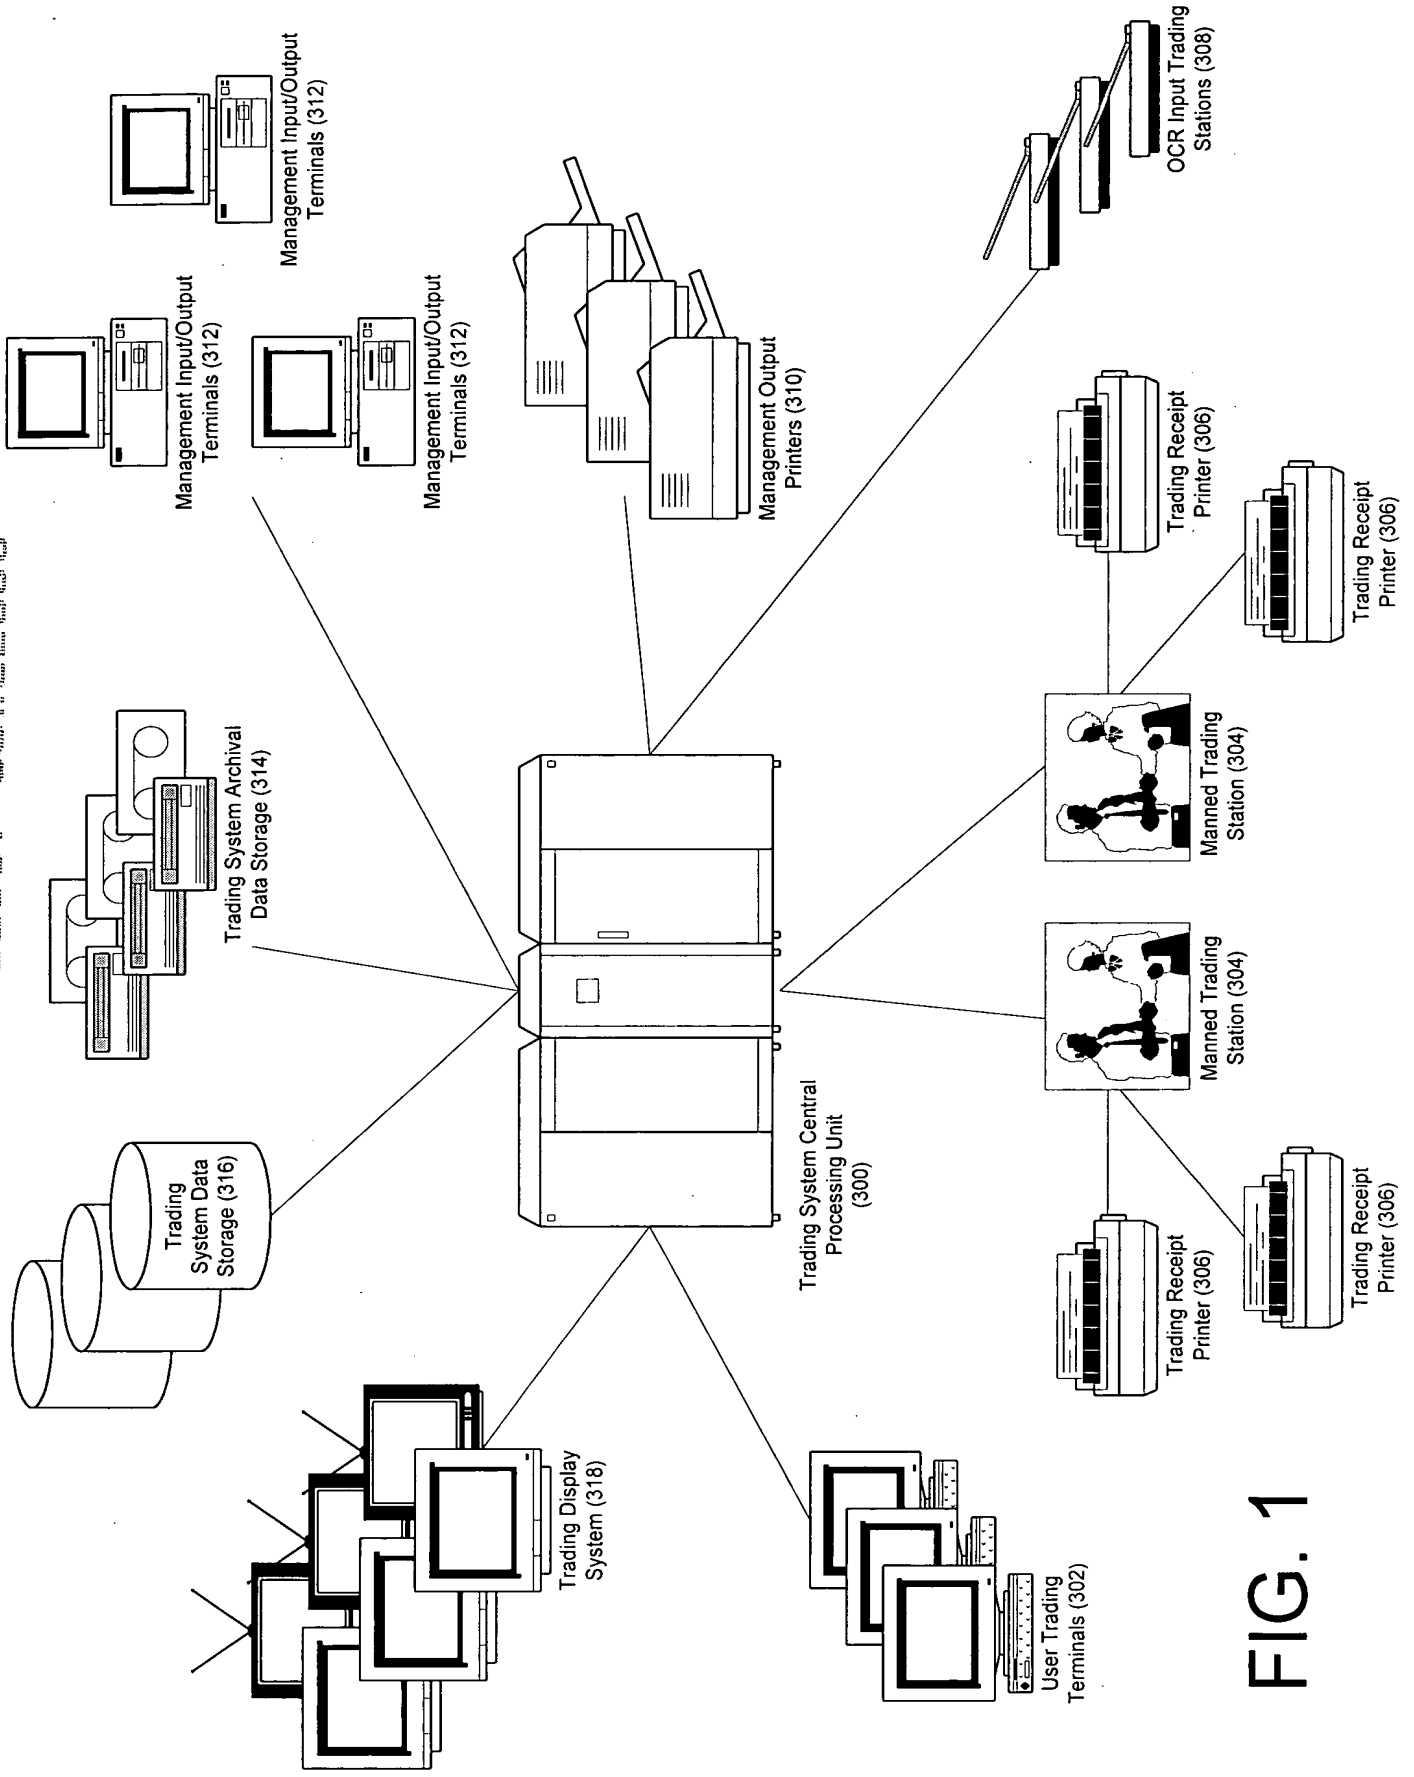 Trading
System Data
Storage (316)
Trading System Archival
Data Storage (314)
Management Input/Output
Terminals (312)
Management Input/Output
Terminals (312)
Management Input/Output
Terminals (312)
Trading Display
System (318)
Trading System Central
Processing Unit
(300)
Management Output
Printers (310)
User Trading
Terminals (302)
Manned Trading
Station (304)
Manned Trading
Station (304)
OCR Input Trading
Stations (308)
Trading Receipt
Printer (306)
Trading Receipt
Printer (306)
Trading Receipt
Printer (306)
Trading Receipt
Printer (306)
FIG. 1